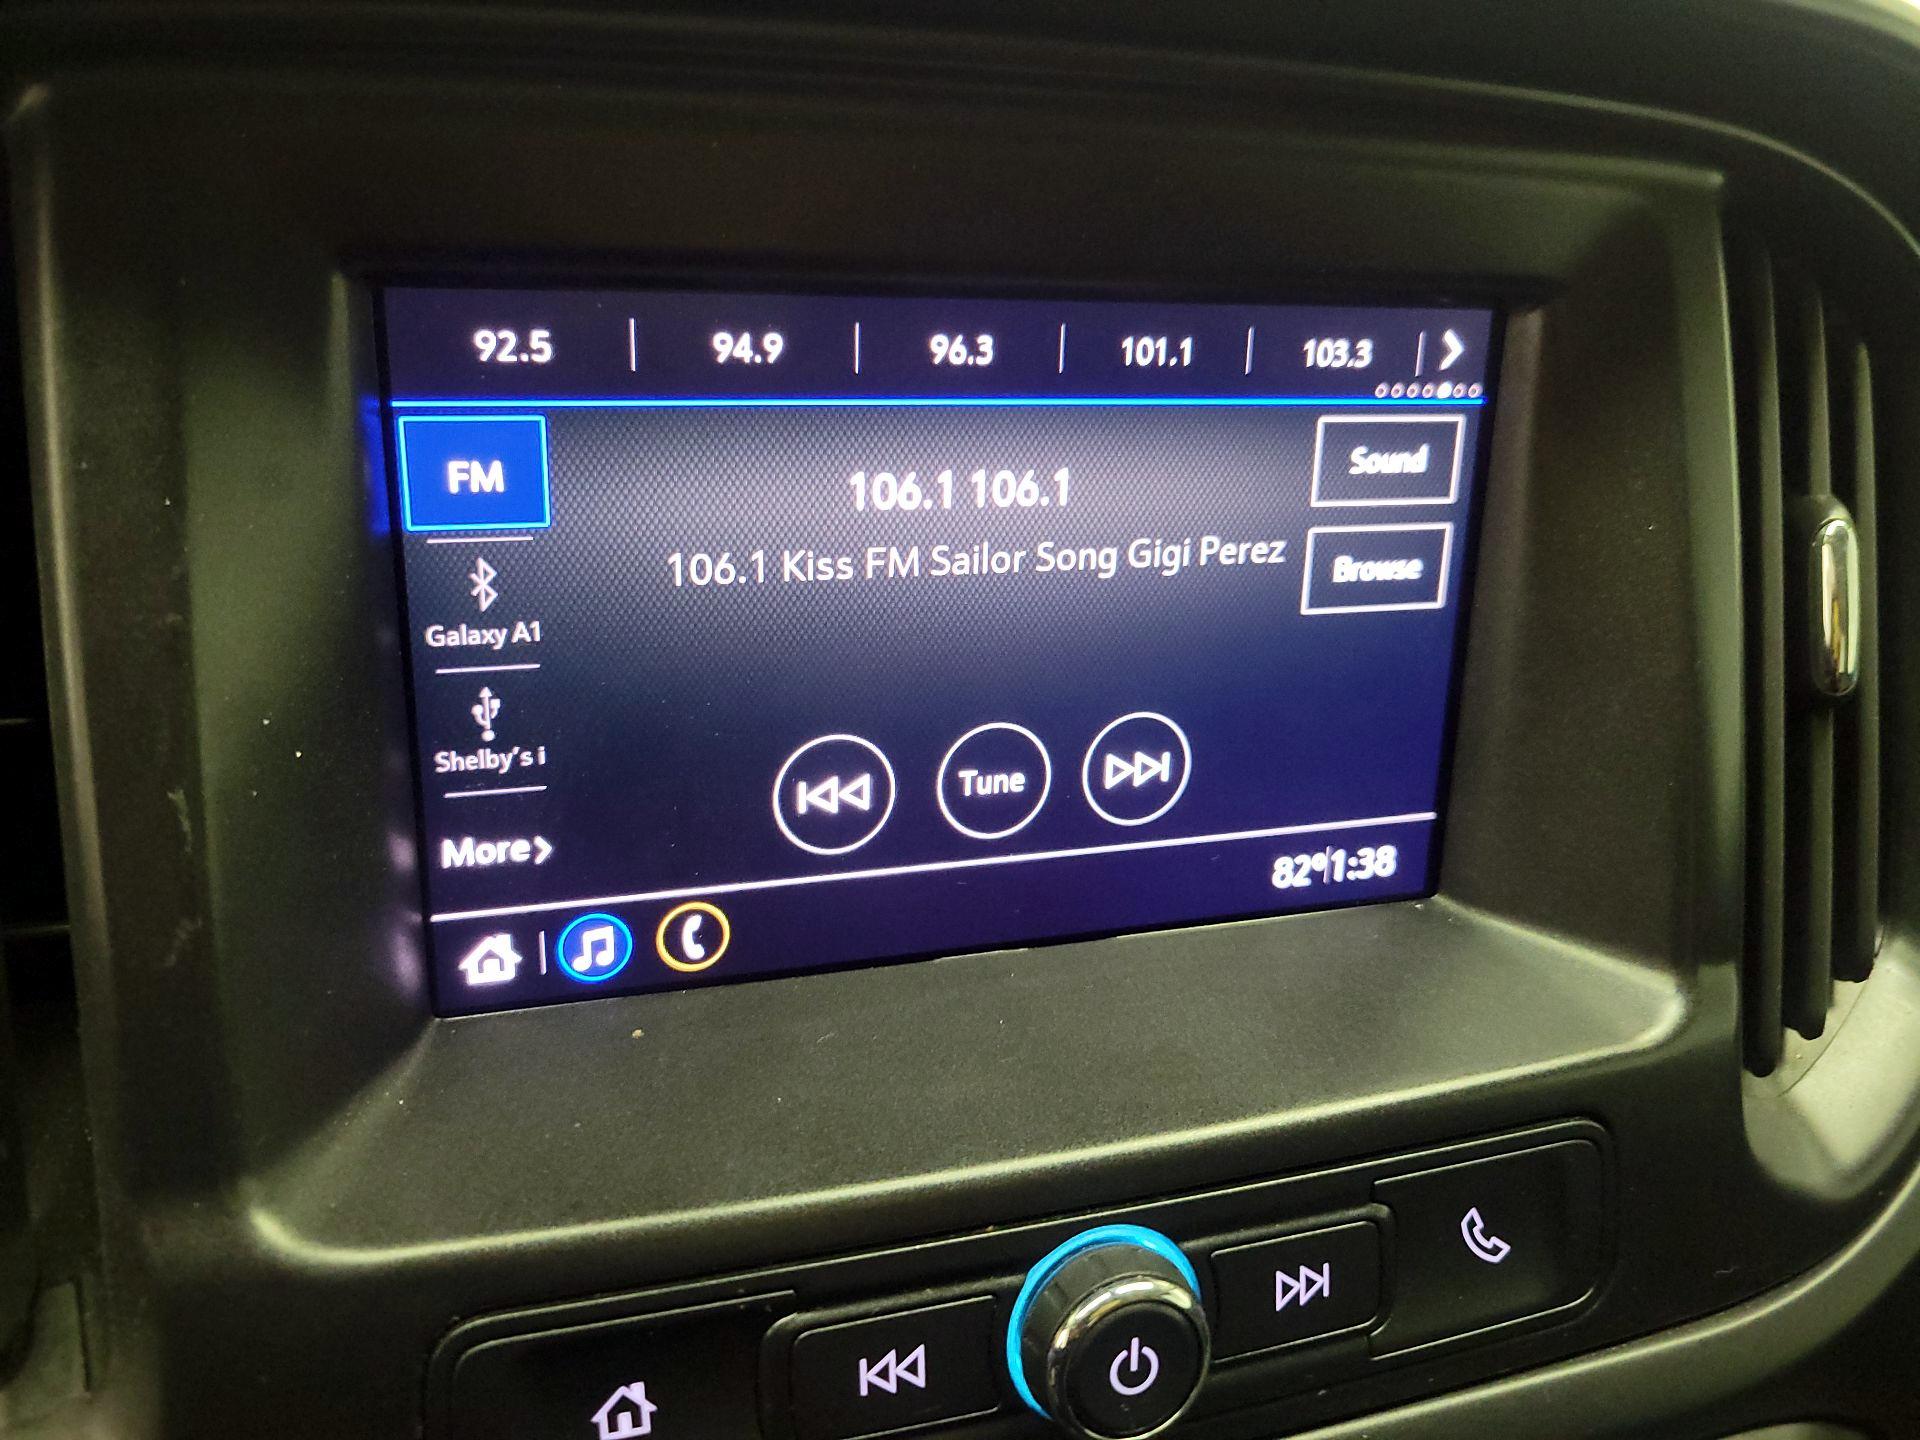 92.5 | 94.9 | 96.3 | 101.1 | 103.3
FM
106.1 106.1
Sound
106.1 Kiss FM Sailor Song Gigi Perez
Browse
Galaxy A1
Shelby's i
Tune
More
82° 1:38